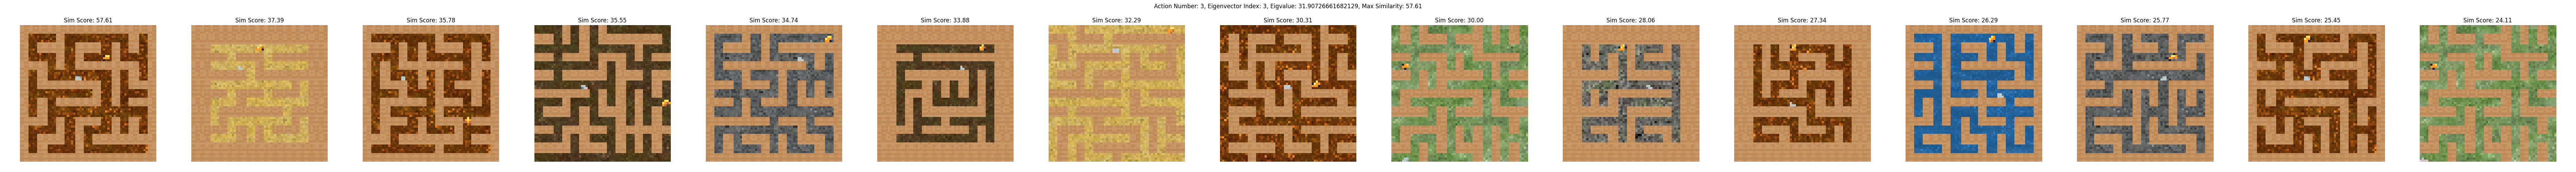 Action Number: 3, Eigenvector Index: 3, Eigvalue: 31.90726661682129, Max Similarity: 57.61
Sim Score: 57.61
Sim Score: 37.39
Sim Score: 35.78
Sim Score: 35.55
Sim Score: 34.74
Sim Score: 33.88
Sim Score: 32.29
Sim Score: 30.31
Sim Score: 30.00
Sim Score: 28.06
Sim Score: 27.34
Sim Score: 26.29
Sim Score: 25.77
Sim Score: 25.45
Sim Score: 24.11